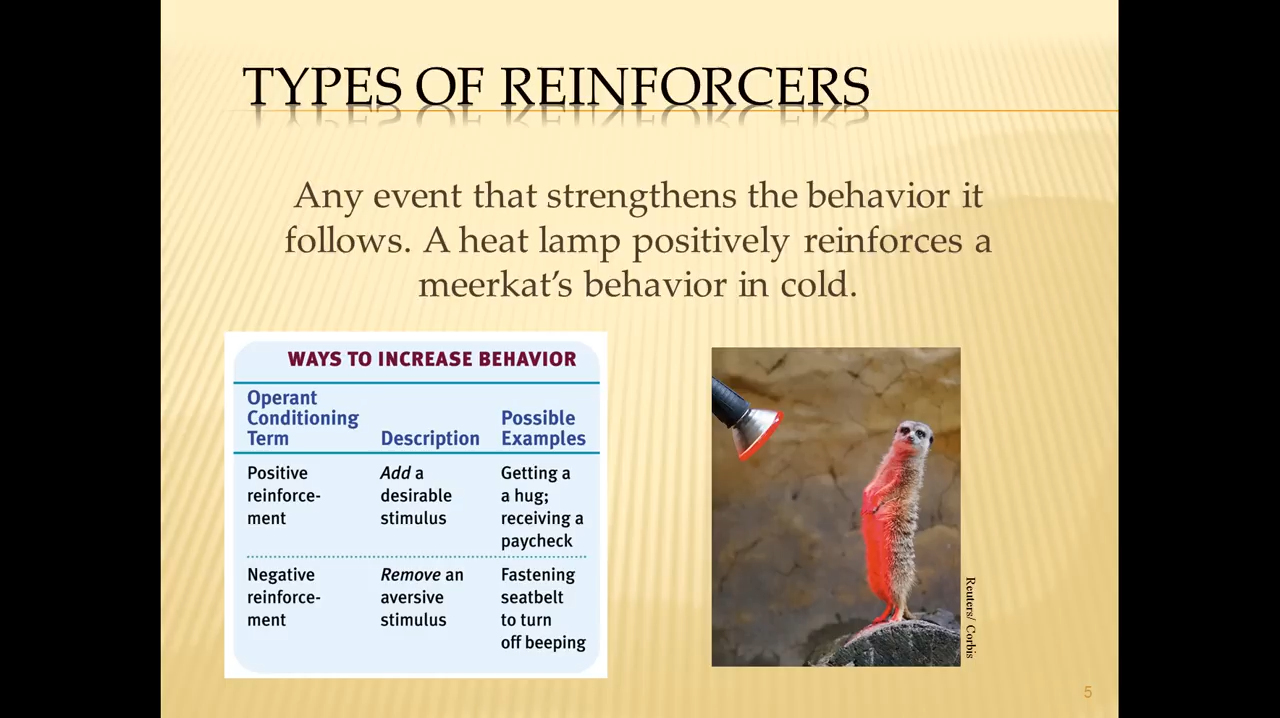 TYPES OF REINFORCERS
Any event that strengthens the behavior it
follows. A heat lamp positively reinforces a
meerkat’s behavior in cold.
WAYS TO INCREASE BEHAVIOR
Operant
Conditioning
Term
Description
Possible
Examples
Positive
reinforce-
ment
Add a
desirable
stimulus
Getting a
a hug;
receiving a
paycheck
Negative
reinforce-
ment
Remove an
aversive
stimulus
Fastening
seatbelt
to turn
off beeping
Reuters/ Corbis
5